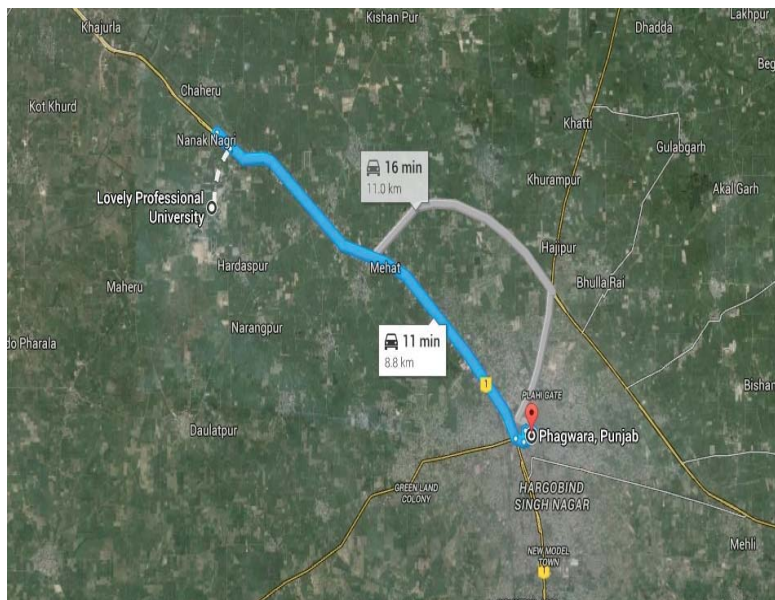 Kishan Pur
Lakhpur
Khajurla
Dhadda
Beg
Chaheru
Kot Khurd
Khatti
Nanak Nagri
Gulabgarh
16 min
11.0 km
Khurampur
Akal Garh
Lovely Professional
University
Hajipur
Hardaspur
Mehat
Bhulla Rai
Maheru
Narangpur
do Pharala
11 min
8.8 km
1
Bishan
PLAHI GATE
Daulatpur
Phagwara, Punjab
GREEN LAND
COLONY
HARGOBIND
SINGH NAGAR
Mehli
NEW MODEL
TOWN
1